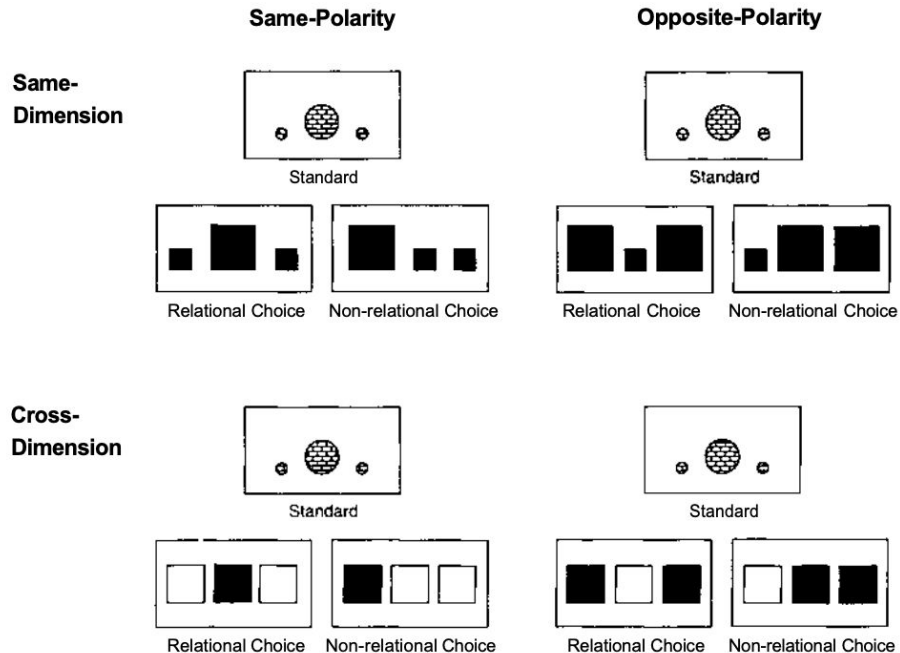 Same-Polarity Opposite-Polarity
Same-
Dimension
Standard Standard
Relational Choice Non-relational Choice Relational Choice Non-relational Choice
Cross-
Dimension
Standard Standard
Relational Choice Non-relational Choice Relational Choice Non-relational Choice